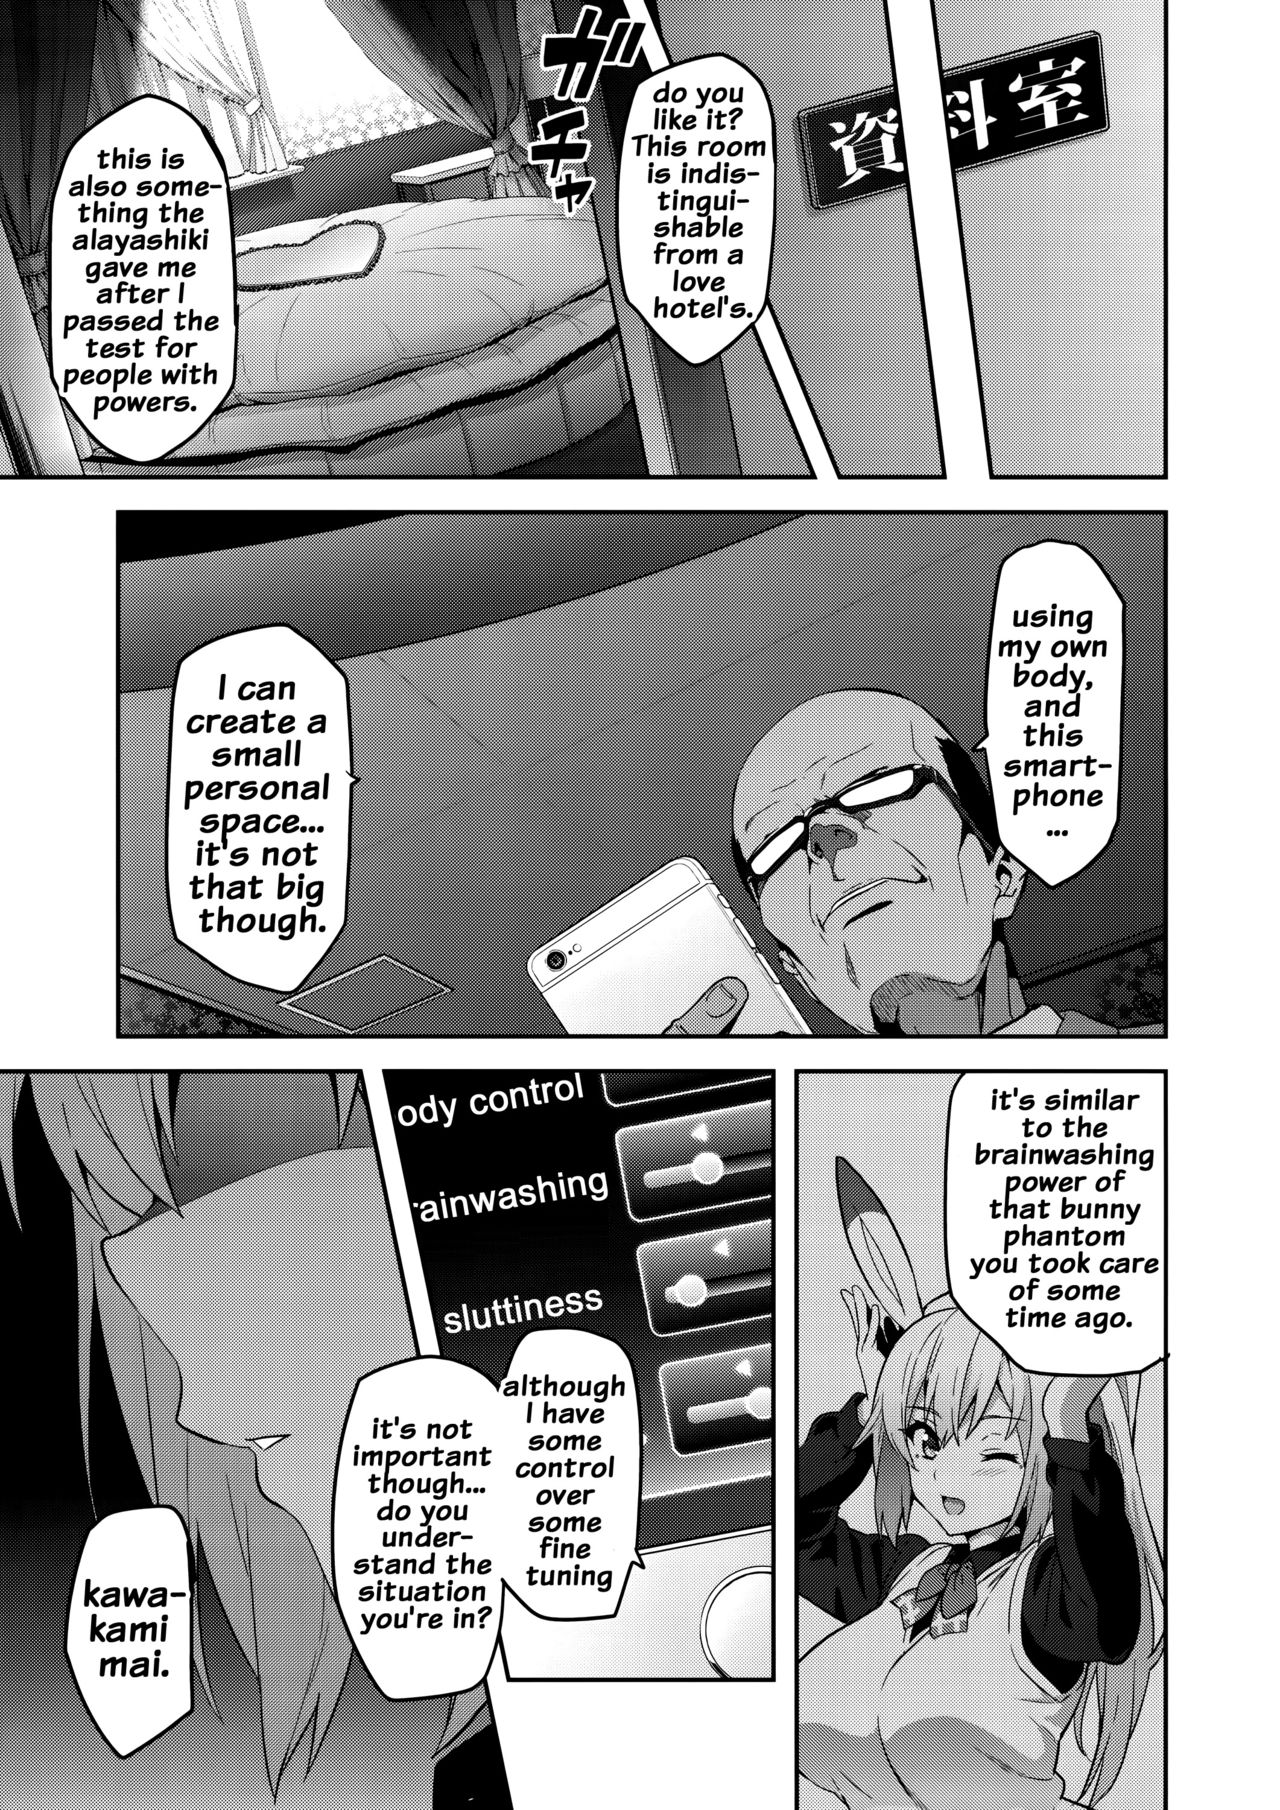 資料室
ガチャ
do you
like it?
This room
is indis-
tingui-
shable
from a
love
hotel's.
this is
also some-
thing the
alayashiki
gave me
after I
passed the
test for
people with
powers.
using
my own
body,
and
this
smart-
phone
...
I can
create a
small
personal
space...
it's not
that big
though.
it's similar
to the
brainwashing
power of
that bunny
phantom
you took care
of some
time ago.
ody control
rainwashing
sluttiness
although
I have
some
control
over
some
fine
tuning
it's not
important
though...
do you
under-
stand the
situation
you're in?
kawa-
kami
mai.